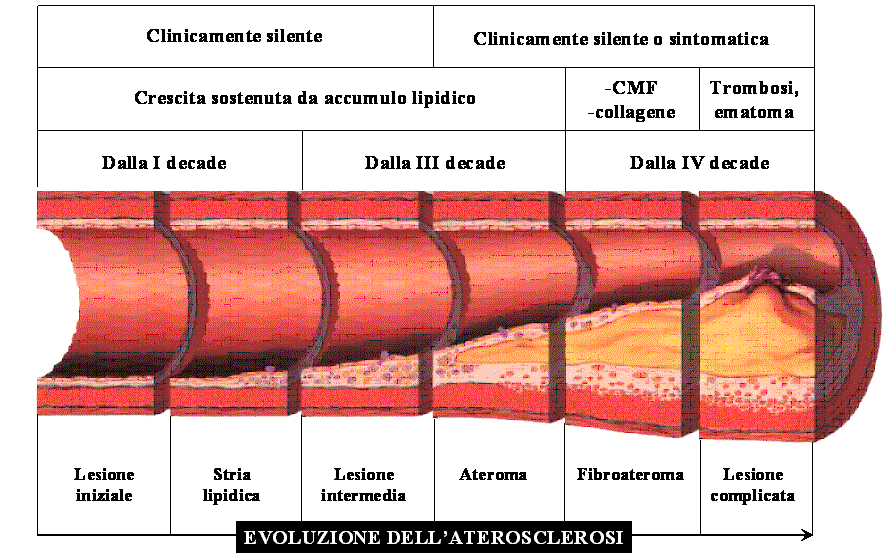 Clinicamente silente
Clinicamente silente o sintomatica
Crescita sostenuta da accumulo lipidico
-CMF
-collagene
Trombosi,
ematoma
Dalla I decade
Dalla III decade
Dalla IV decade
Lesione
iniziale
Stria
lipidica
Lesione
intermedia
Ateroma
Fibroateroma
Lesione
complicata
EVOLUZIONE DELL'ATEROSCLEROSI